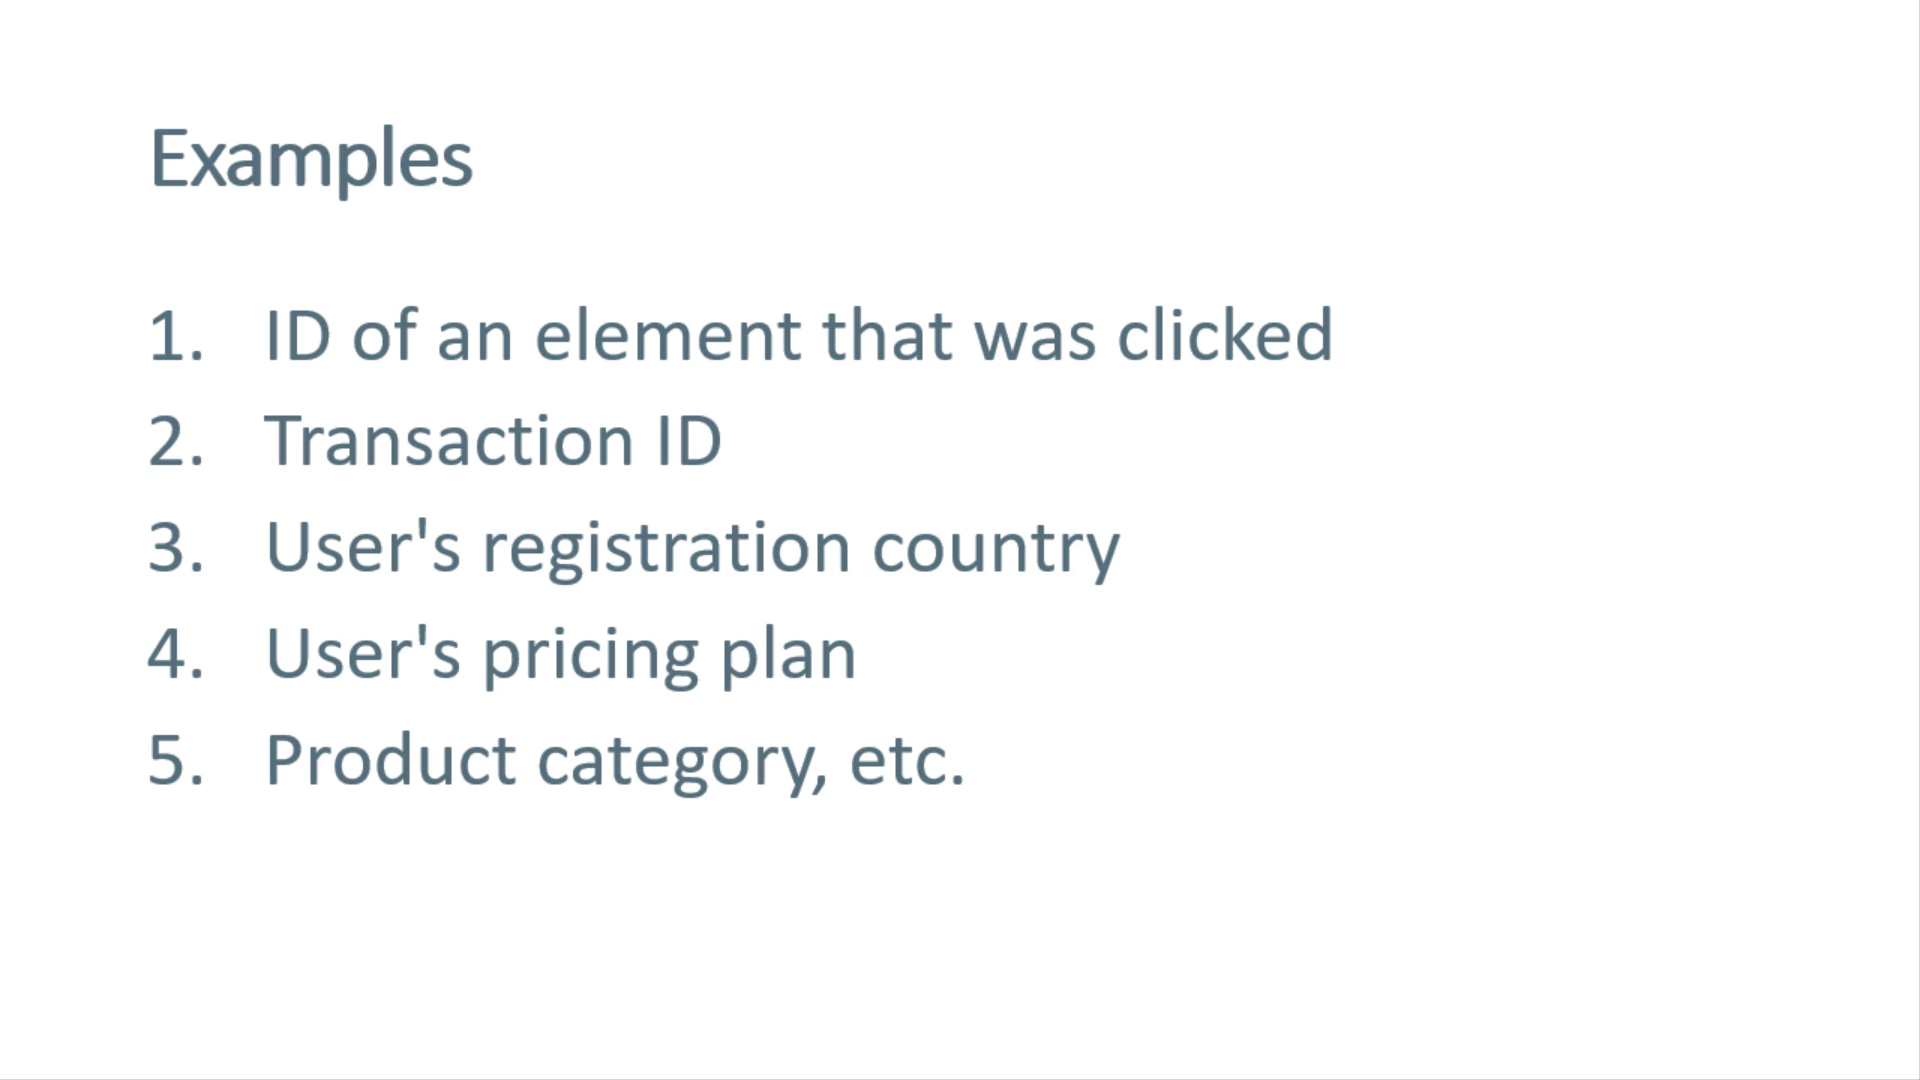 Examples
1. ID of an element that was clicked
2. Transaction ID
3. User's registration country
4. User's pricing plan
5. Product category, etc.